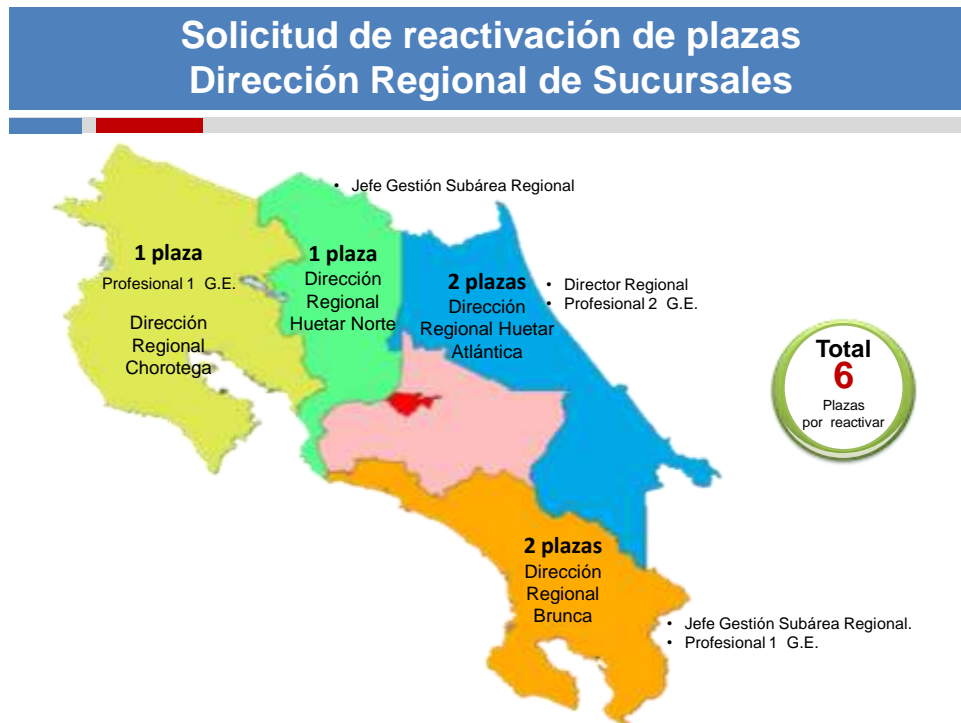 Solicitud de reactivación de plazas
Dirección Regional de Sucursales
• Jefe Gestión Subárea Regional
1 plaza
Profesional 1 G.E.
Dirección
Regional
Chorotega
1 plaza
Dirección
Regional
Huetar Norte
2 plazas
Dirección
Regional Huetar
Atlántica
• Director Regional
• Profesional 2 G.E.
Total
6
Plazas
por reactivar
2 plazas
Dirección
Regional
Brunca
• Jefe Gestión Subárea Regional.
• Profesional 1 G.E.